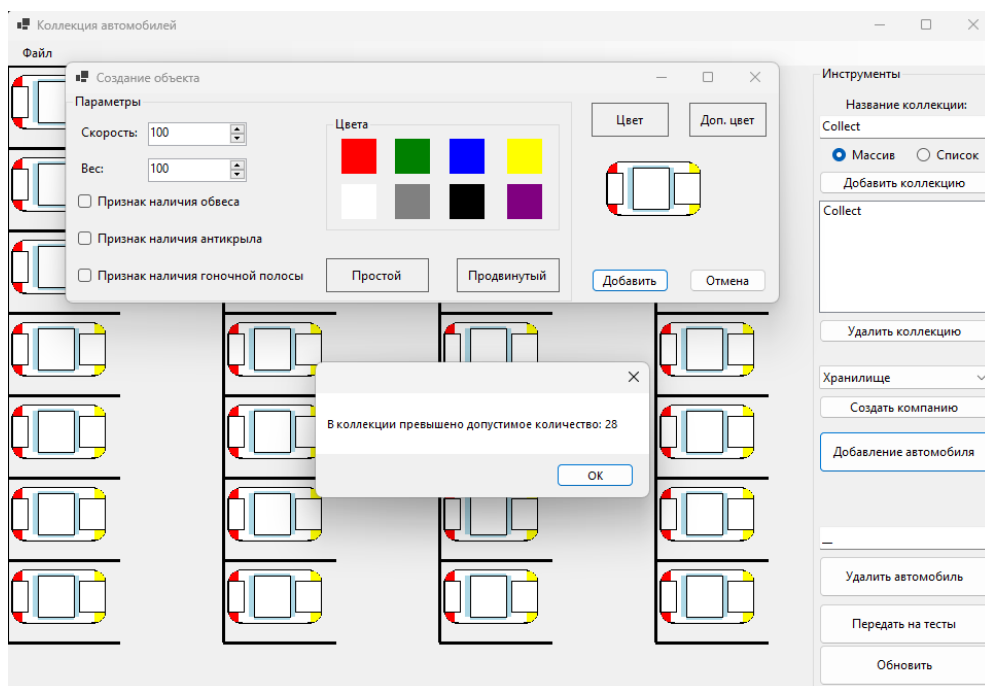 Коллекция автомобилей
Файл
Создание объекта
Параметры
Скорость: 100
Вес: 100
Признак наличия обвеса
Признак наличия антикрыла
Признак наличия гоночной полосы
Цвета
Простой
Продвинутый
Цвет
Доп. цвет
Добавить
Отмена
В коллекции превышено допустимое количество: 28
OK
Инструменты
Название коллекции:
Collect
Массив
Список
Добавить коллекцию
Collect
Удалить коллекцию
Хранилище
Создать компанию
Добавление автомобиля
_
Удалить автомобиль
Передать на тесты
Обновить